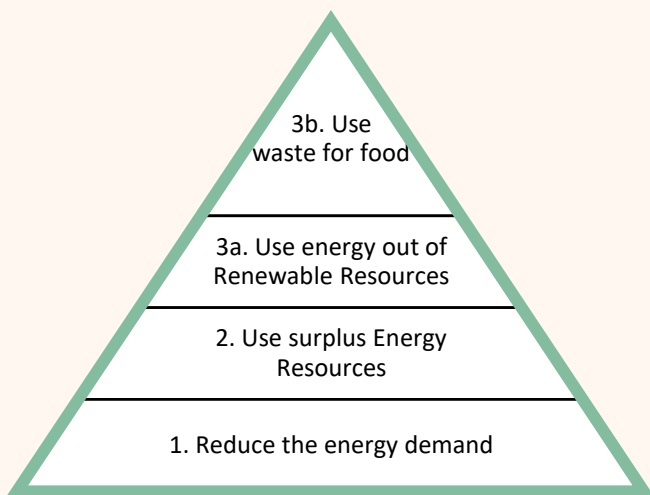 3b. Use
waste for food
3a. Use energy out of
Renewable Resources
2. Use surplus Energy
Resources
1. Reduce the energy demand